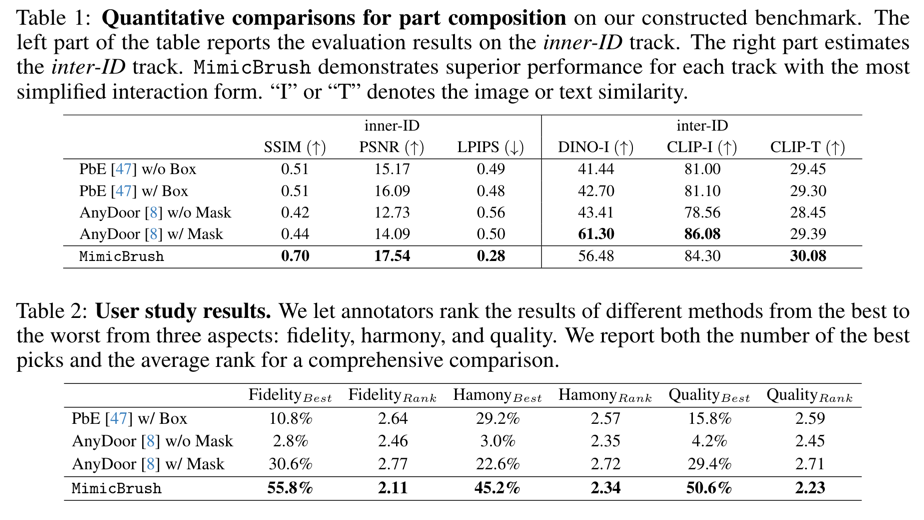 Table 1: Quantitative comparisons for part composition on our constructed benchmark. The
left part of the table reports the evaluation results on the inner-ID track. The right part estimates
the inter-ID track. MimicBrush demonstrates superior performance for each track with the most
simplified interaction form. “I” or “T” denotes the image or text similarity.
inner-ID inter-ID
SSIM (↑) PSNR (↑) LPIPS (↓) DINO-I (↑) CLIP-I (↑) CLIP-T (↑)
PbE [47] w/o Box 0.51 15.17 0.49 41.44 81.00 29.45
PbE [47] w/ Box 0.51 16.09 0.48 42.70 81.10 29.30
AnyDoor [8] w/o Mask 0.42 12.73 0.56 43.41 78.56 28.45
AnyDoor [8] w/ Mask 0.44 14.09 0.50 61.30 86.08 29.39
MimicBrush 0.70 17.54 0.28 56.48 84.30 30.08
Table 2: User study results. We let annotators rank the results of different methods from the best to
the worst from three aspects: fidelity, harmony, and quality. We report both the number of the best
picks and the average rank for a comprehensive comparison.
Fidelity Best Fidelity Rank Hamony Best Hamony Rank Quality Best Quality Rank
PbE [47] w/ Box 10.8% 2.64 29.2% 2.57 15.8% 2.59
AnyDoor [8] w/o Mask 2.8% 2.46 3.0% 2.35 4.2% 2.45
AnyDoor [8] w/ Mask 30.6% 2.77 22.6% 2.72 29.4% 2.71
MimicBrush 55.8% 2.11 45.2% 2.34 50.6% 2.23